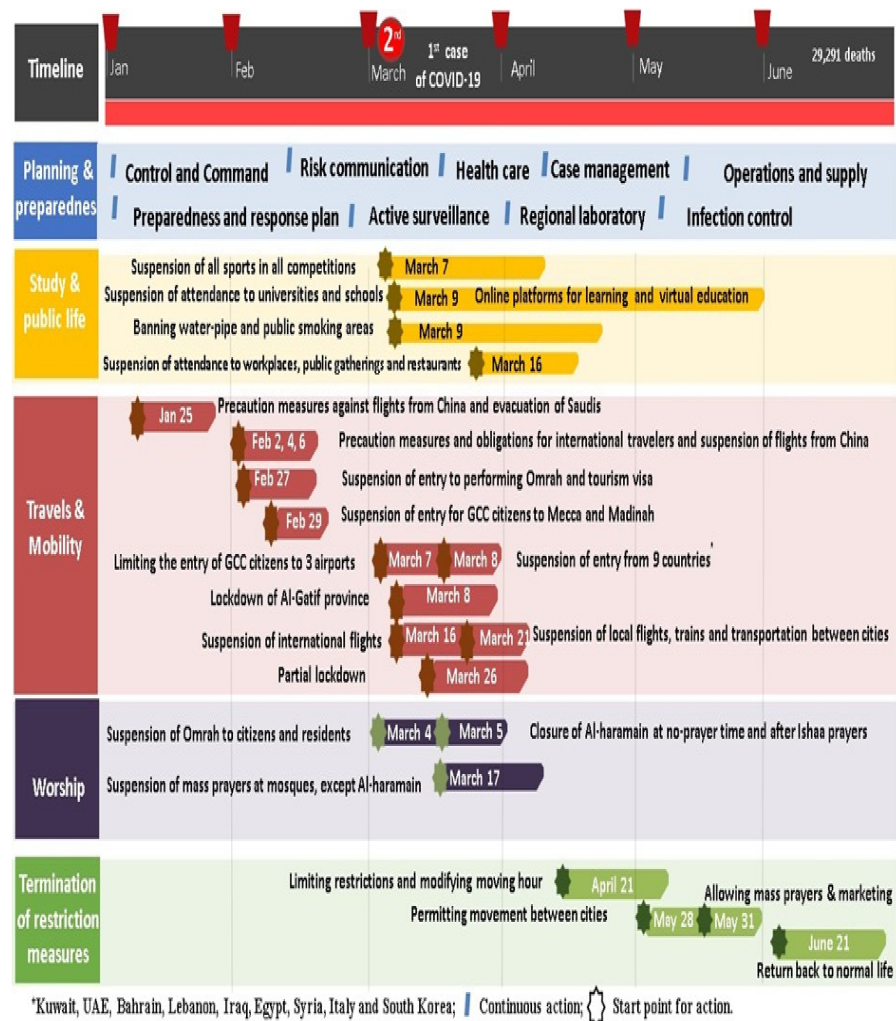 Timeline
Jan
Feb
March
2nd
1st case
of COVID-19
April
May
June
29,291 deaths
Planning &
preparednes
Control and Command
Risk communication
Health care
Case management
Operations and supply
Preparedness and response plan
Active surveillance
Regional laboratory
Infection control
Study &
public life
Suspension of all sports in all competitions
March 7
Suspension of attendance to universities and schools
March 9
Online platforms for learning and virtual education
Banning water-pipe and public smoking areas
March 9
Suspension of attendance to workplaces, public gatherings and restaurants
March 16
Travels &
Mobility
Jan 25
Precaution measures against flights from China and evacuation of Saudis
Feb 2, 4, 6
Precaution measures and obligations for international travelers and suspension of flights from China
Feb 27
Suspension of entry to performing Omrah and tourism visa
Feb 29
Suspension of entry for GCC citizens to Mecca and Madinah
Limiting the entry of GCC citizens to 3 airports
March 7
March 8
Suspension of entry from 9 countries*
Lockdown of Al-Gatif province
March 8
Suspension of international flights
March 16
March 21
Suspension of local flights, trains and transportation between cities
Partial lockdown
March 26
Worship
Suspension of Omrah to citizens and residents
March 4
March 5
Closure of Al-haramain at no-prayer time and after Ishaa prayers
Suspension of mass prayers at mosques, except Al-haramain
March 17
Termination
of restriction
measures
Limiting restrictions and modifying moving hour
April 21
Allowing mass prayers & marketing
Permitting movement between cities
May 28
May 31
June 21
Return back to normal life
*Kuwait, UAE, Bahrain, Lebanon, Iraq, Egypt, Syria, Italy and South Korea; / Continuous action; Start point for action.